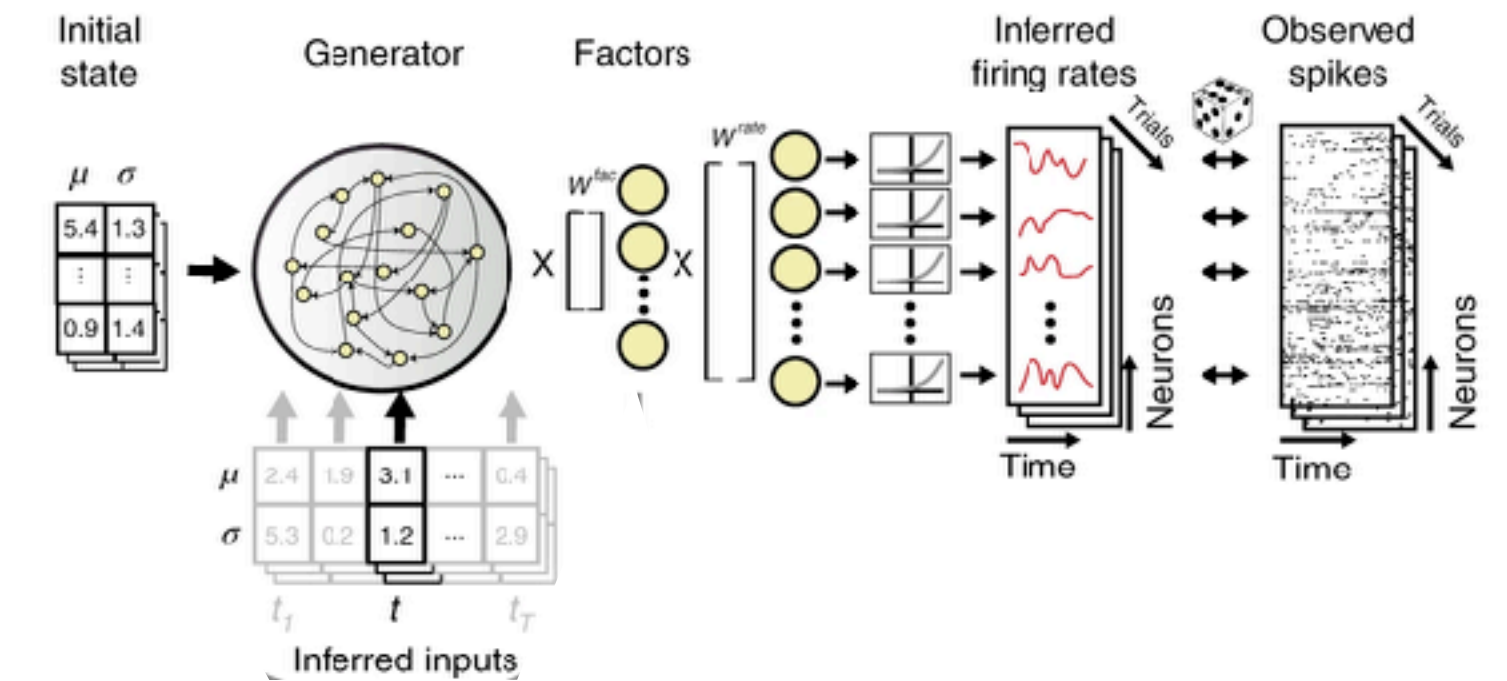 Initial
state
Generator
Factors
Inferred
firing rates
Observed
spikes
Trials
Trials
μ σ
5.4 1.3
⋮ ⋮
0.9 1.4
X
W^fac
X
W^rate
Neurons
Neurons
Time
Time
μ 2.4 1.9 3.1 ... 0.4
σ 5.3 0.2 1.2 ... 2.9
t_1 t t_T
Inferred inputs